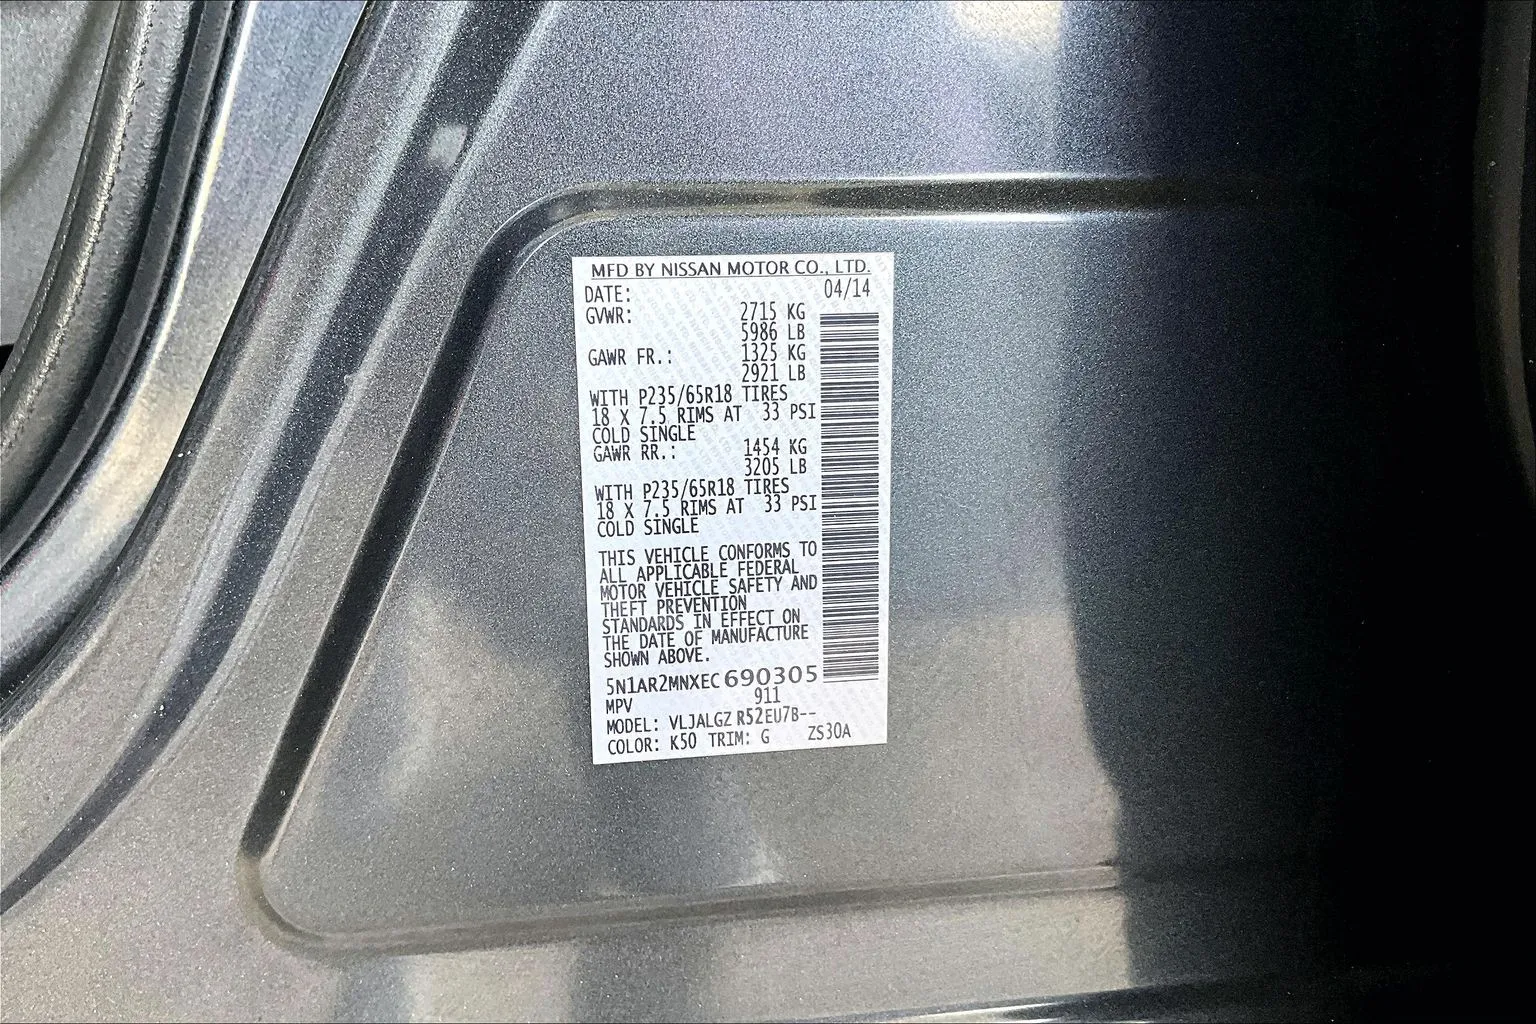 MFD BY NISSAN MOTOR CO., LTD.
DATE: 04/14
GVWR: 2715 KG
5986 LB
GAWR FR.: 1325 KG
2921 LB
WITH P235/65R18 TIRES
18 X 7.5 RIMS AT 33 PSI
COLD SINGLE
GAWR RR.: 1454 KG
3205 LB
WITH P235/65R18 TIRES
18 X 7.5 RIMS AT 33 PSI
COLD SINGLE
THIS VEHICLE CONFORMS TO
ALL APPLICABLE FEDERAL
MOTOR VEHICLE SAFETY AND
THEFT PREVENTION
STANDARDS IN EFFECT ON
THE DATE OF MANUFACTURE
SHOWN ABOVE.
5N1AR2MNXEC690305
MPV 911
MODEL: VLJALGZ R52EU7B--
COLOR: K50 TRIM: G ZS30A